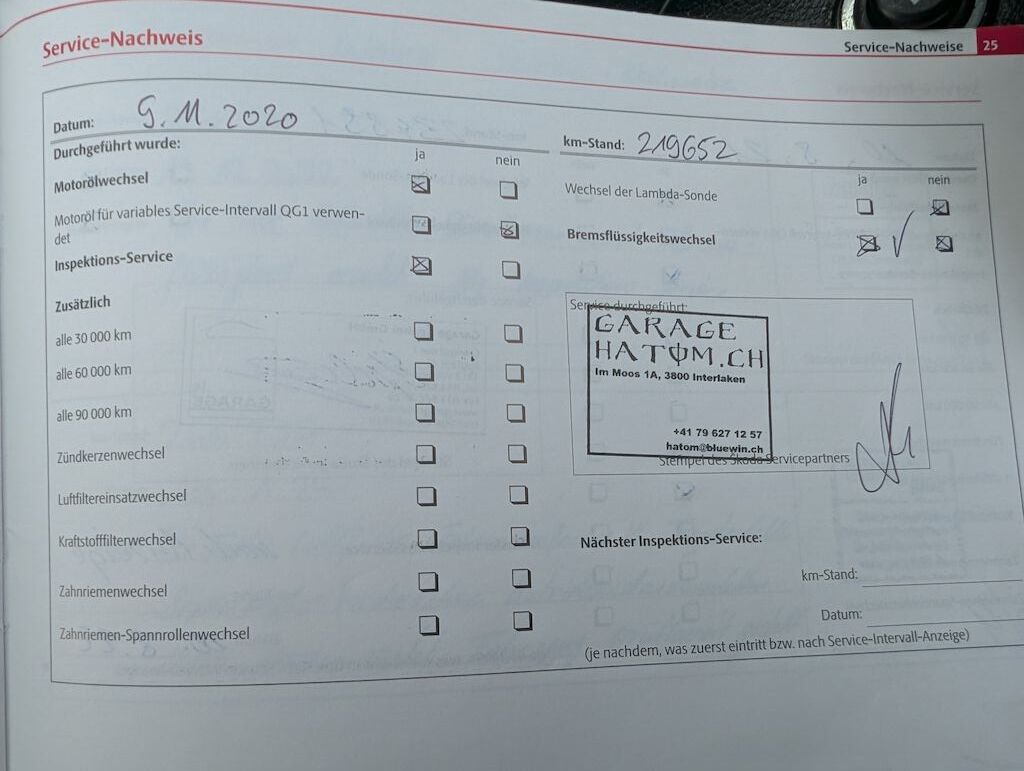 Service-Nachweis
Service-Nachweise 25
Datum: 9.11.2020
km-Stand: 219652
Durchgeführt wurde:
ja nein
Motorölwechsel
Motoröl für variables Service-Intervall QG1 verwen-
det
Inspektions-Service
Zusätzlich
alle 30 000 km
alle 60 000 km
alle 90 000 km
Zündkerzenwechsel
Luftfiltereinsatzwechsel
Kraftstofffilterwechsel
Zahnriemenwechsel
Zahnriemen-Spannrollenwechsel
ja nein
Wechsel der Lambda-Sonde
Bremsflüssigkeitswechsel
Service durchgeführt:
GARAGE
HATOM.CH
Im Moos 1A, 3800 Interlaken
+41 79 627 12 57
hatom@bluewin.ch
Stempel des Škoda Servicepartners
Nächster Inspektions-Service:
km-Stand:
Datum:
(je nachdem, was zuerst eintritt bzw. nach Service-Intervall-Anzeige)